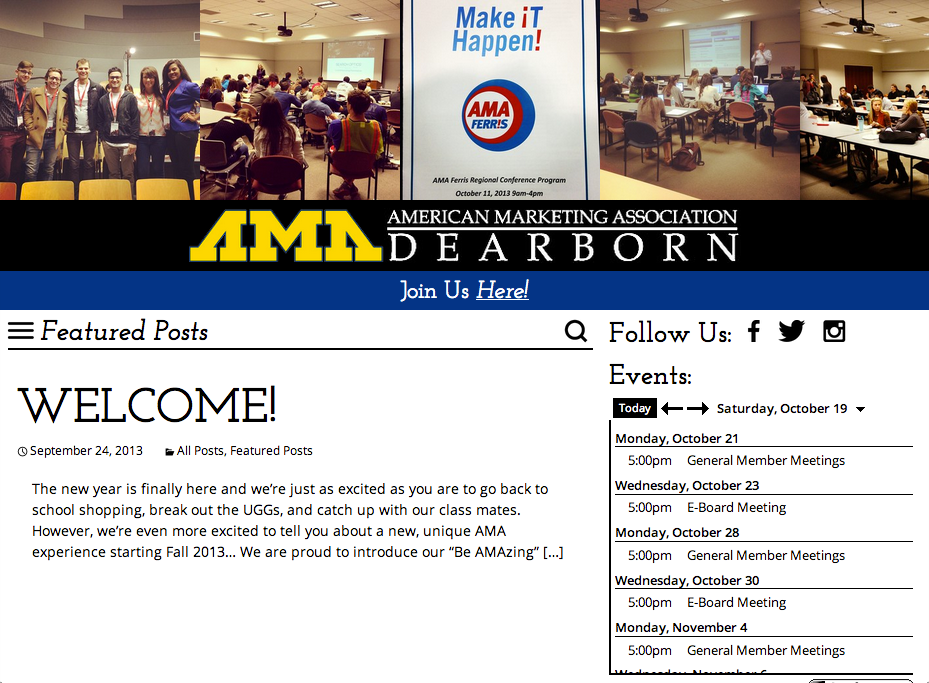 Make iT
Happen!
AMA
FERR!S
AMA Ferris Regional Conference Program
October 11, 2013 9am-4pm
AMA AMERICAN MARKETING ASSOCIATION
DEARBORN
Join Us Here!
Featured Posts
WELCOME!
September 24, 2013 All Posts, Featured Posts
The new year is finally here and we’re just as excited as you are to go back to
school shopping, break out the UGGs, and catch up with our class mates.
However, we’re even more excited to tell you about a new, unique AMA
experience starting Fall 2013… We are proud to introduce our “Be AMAzing” […]
Follow Us:
Events:
Today Saturday, October 19
Monday, October 21
5:00pm General Member Meetings
Wednesday, October 23
5:00pm E-Board Meeting
Monday, October 28
5:00pm General Member Meetings
Wednesday, October 30
5:00pm E-Board Meeting
Monday, November 4
5:00pm General Member Meetings
Wednesday, November 6